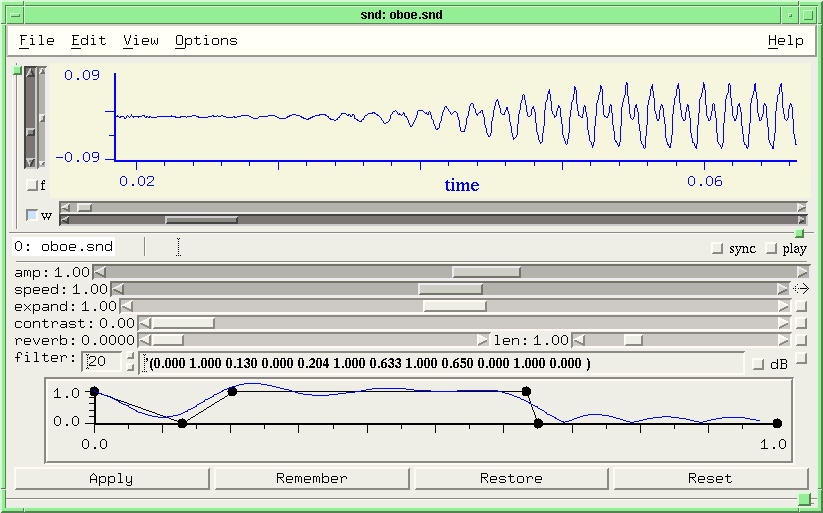 snd: oboe.snd
File Edit View Options Help
0.09
-0.09
0.02 time 0.06
f
w
0: oboe.snd sync play
amp: 1.00
speed: 1.00
expand: 1.00
contrast: 0.00
reverb: 0.0000 len: 1.00
filter: 20 '(0.000 1.000 0.130 0.000 0.204 1.000 0.633 1.000 0.650 0.000 1.000 0.000 ) dB
1.0
0.0
0.0 1.0
Apply Remember Restore Reset